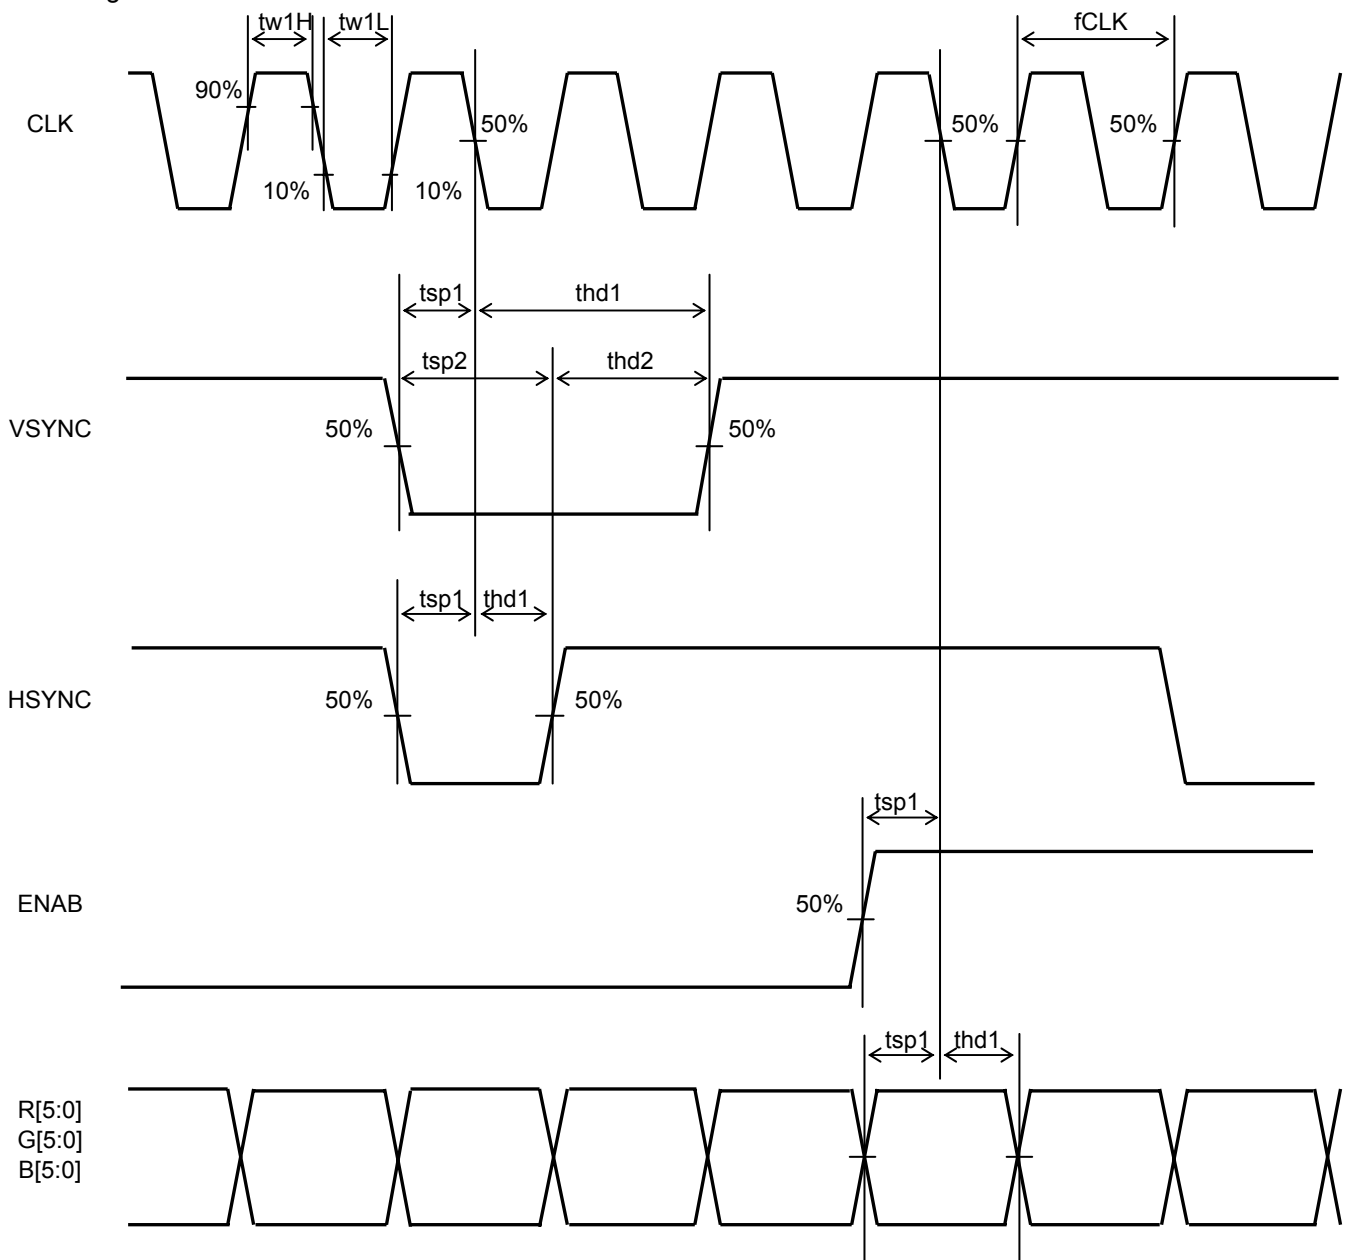 tw1H tw1L fCLK
90% 50% 50% 50%
CLK
10% 10%
tsp1 thd1
tsp2 thd2
VSYNC 50% 50%
tsp1 thd1
HSYNC 50% 50%
tsp1
ENAB 50%
tsp1 thd1
R[5:0]
G[5:0]
B[5:0]